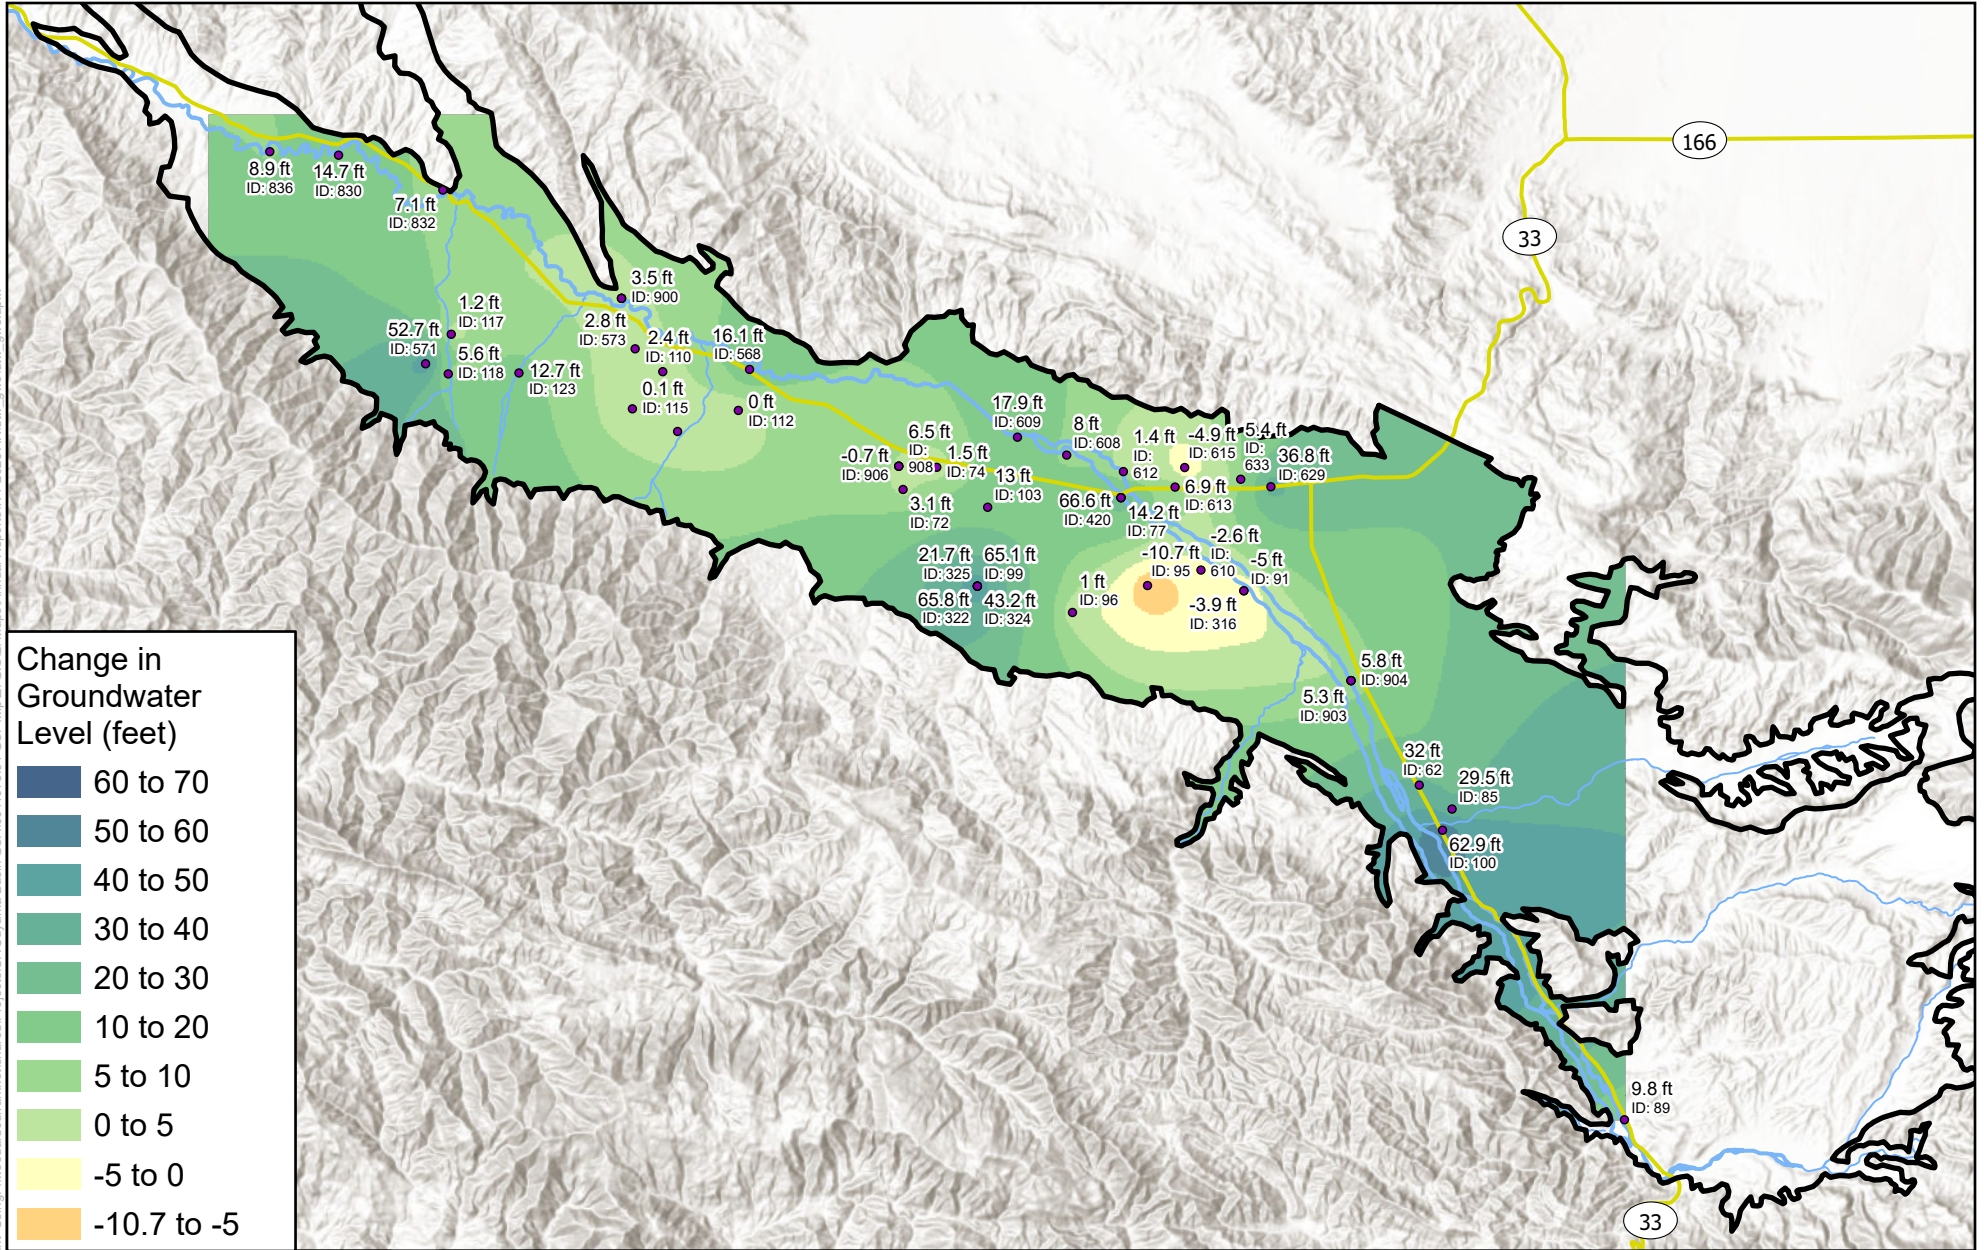 166
33
8.9 ft
ID: 836
14.7 ft
ID: 830
7.1 ft
ID: 832
3.5 ft
ID: 900
1.2 ft
ID: 117
52.7 ft
ID: 571
5.6 ft
ID: 118
12.7 ft
ID: 123
2.8 ft
ID: 573
2.4 ft
ID: 110
16.1 ft
ID: 568
0.1 ft
ID: 115
0 ft
ID: 112
17.9 ft
ID: 609
8 ft
ID: 608
6.5 ft
ID:
908
1.5 ft
ID: 74
-0.7 ft
ID: 906
3.1 ft
ID: 72
13 ft
ID: 103
1.4 ft
ID:
612
-4.9 ft
ID: 615
5.4 ft
ID:
633
36.8 ft
ID: 629
66.6 ft
ID: 420
14.2 ft
ID: 77
6.9 ft
ID: 613
21.7 ft
ID: 325
65.1 ft
ID: 99
65.8 ft
ID: 322
43.2 ft
ID: 324
1 ft
ID: 96
-10.7 ft
ID: 95
-2.6 ft
ID:
610
-5 ft
ID: 91
-3.9 ft
ID: 316
5.8 ft
ID: 904
5.3 ft
ID: 903
32 ft
ID: 62
29.5 ft
ID: 85
62.9 ft
ID: 100
9.8 ft
ID: 89
33
Change in
Groundwater
Level (feet)
60 to 70
50 to 60
40 to 50
30 to 40
20 to 30
10 to 20
5 to 10
0 to 5
-5 to 0
-10.7 to -5